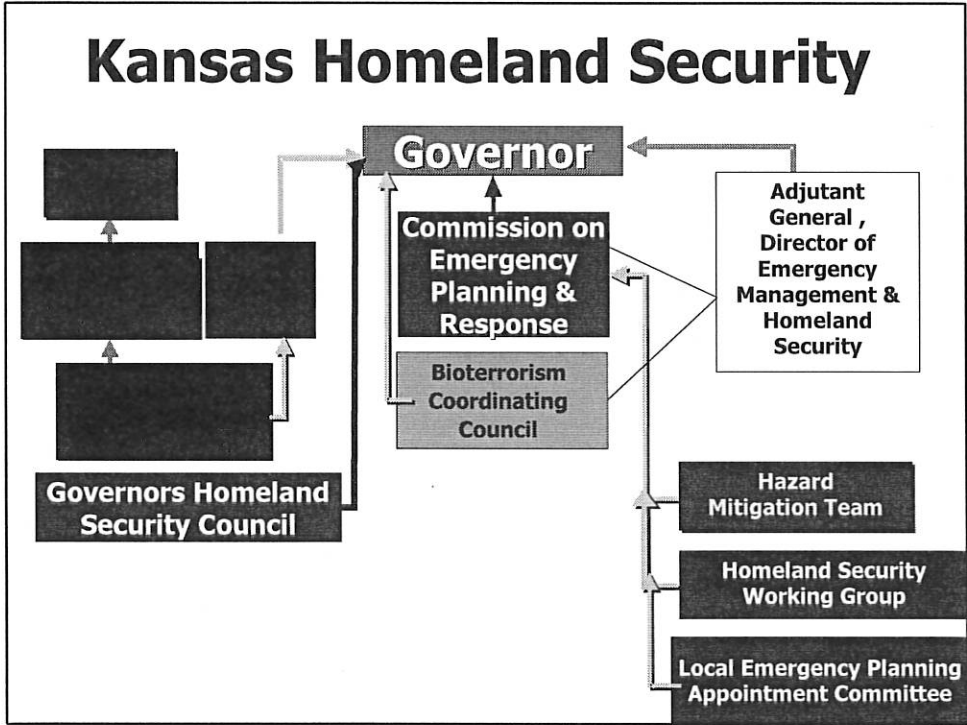 Kansas Homeland Security
Governor
Commission on
Emergency
Planning &
Response
Adjutant
General ,
Director of
Emergency
Management &
Homeland
Security
Bioterrorism
Coordinating
Council
Governors Homeland
Security Council
Hazard
Mitigation Team
Homeland Security
Working Group
Local Emergency Planning
Appointment Committee